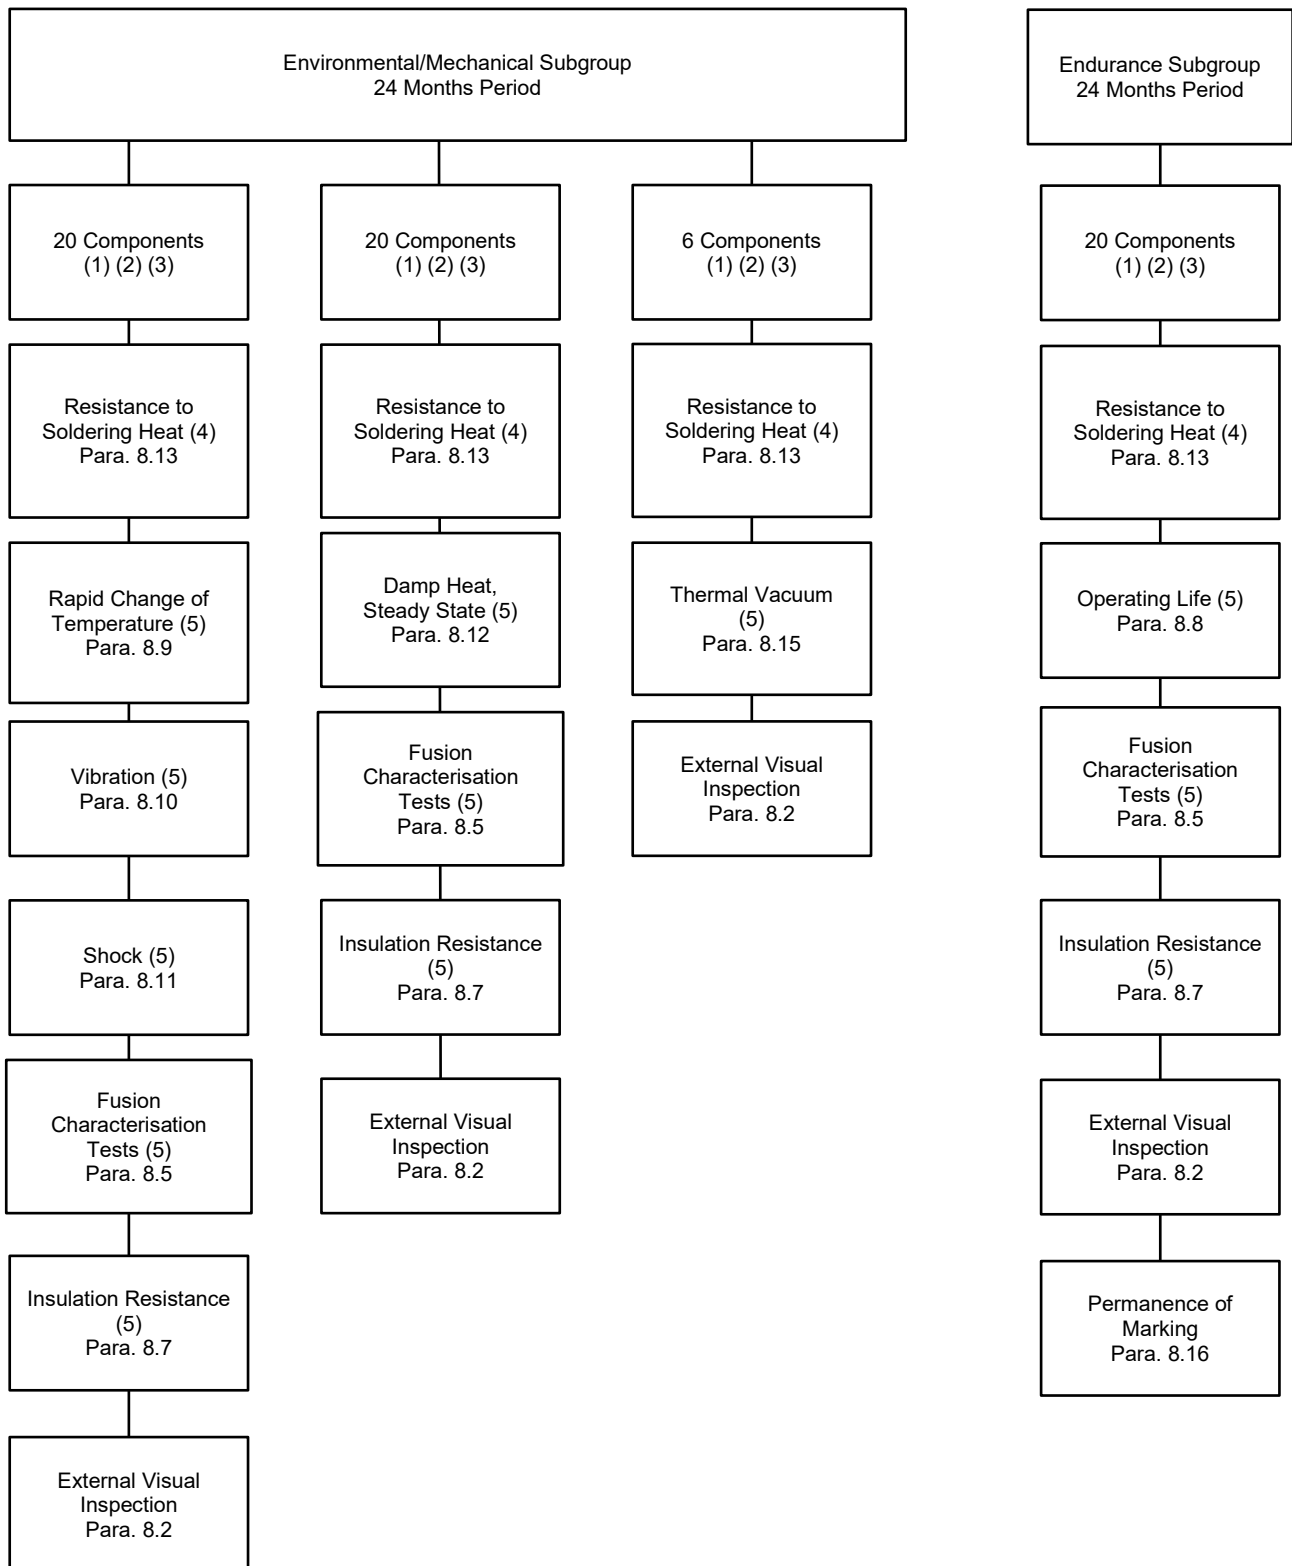 Environmental/Mechanical Subgroup
24 Months Period
20 Components
(1) (2) (3)
Resistance to
Soldering Heat (4)
Para. 8.13
Rapid Change of
Temperature (5)
Para. 8.9
Vibration (5)
Para. 8.10
Shock (5)
Para. 8.11
Fusion
Characterisation
Tests (5)
Para. 8.5
Insulation Resistance
(5)
Para. 8.7
External Visual
Inspection
Para. 8.2
20 Components
(1) (2) (3)
Resistance to
Soldering Heat (4)
Para. 8.13
Damp Heat,
Steady State (5)
Para. 8.12
Fusion
Characterisation
Tests (5)
Para. 8.5
Insulation Resistance
(5)
Para. 8.7
External Visual
Inspection
Para. 8.2
6 Components
(1) (2) (3)
Resistance to
Soldering Heat (4)
Para. 8.13
Thermal Vacuum
(5)
Para. 8.15
External Visual
Inspection
Para. 8.2
Endurance Subgroup
24 Months Period
20 Components
(1) (2) (3)
Resistance to
Soldering Heat (4)
Para. 8.13
Operating Life (5)
Para. 8.8
Fusion
Characterisation
Tests (5)
Para. 8.5
Insulation Resistance
(5)
Para. 8.7
External Visual
Inspection
Para. 8.2
Permanence of
Marking
Para. 8.16